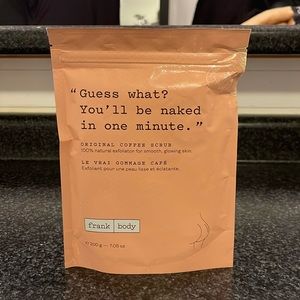 “Guess what?
You’ll be naked
in one minute.”
ORIGINAL COFFEE SCRUB
100% natural exfoliator for smooth, glowing skin.
LE VRAI GOMMAGE CAFÉ
Exfoliant pour une peau lisse et éclatante.
frank body
200 g — 7.05 oz